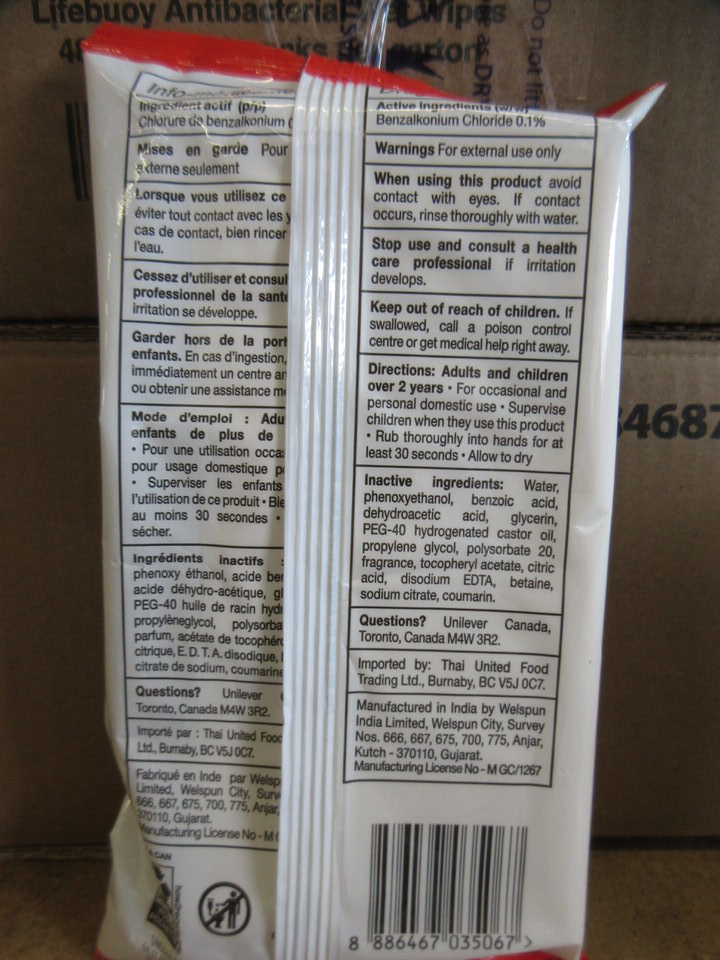 Lifebuoy Antibacterial Wipes
carton
Do not
as DR
34687
Ingredient actif (p/p)
Chlorure de benzalkonium
Mises en garde Pour
externe seulement
Lorsque vous utilisez ce
éviter tout contact avec les y
cas de contact, bien rincer
l'eau.
Cessez d'utiliser et consul
professionnel de la santé
irritation se développe.
Garder hors de la port
enfants. En cas d'ingestion,
immédiatement un centre an
ou obtenir une assistance m
Mode d'emploi : Adu
enfants de plus de
• Pour une utilisation occa
pour usage domestique p
• Superviser les enfants
l'utilisation de ce produit • Bie
au moins 30 secondes •
sécher.
Ingrédients inactifs :
phenoxy éthanol, acide ben
acide déhydro-acétique, gl
PEG-40 huile de racin hydr
propylèneglycol, polysorba
parfum, acétate de tocophéro
citrique, E. D. T. A. disodique,
citrate de sodium, coumarine
Questions? Unilever
Toronto, Canada M4W 3R2.
Importé par : Thai United Food
Ltd., Burnaby, BC V5J 0C7.
Fabriqué en Inde par Welsp
Limited, Welspun City, Surv
666, 667, 675, 700, 775, Anjar,
370110, Gujarat.
Manufacturing License No - M G
Active Ingredients (w/w)
Benzalkonium Chloride 0.1%
Warnings For external use only
When using this product avoid
contact with eyes. If contact
occurs, rinse thoroughly with water.
Stop use and consult a health
care professional if irritation
develops.
Keep out of reach of children. If
swallowed, call a poison control
centre or get medical help right away.
Directions: Adults and children
over 2 years • For occasional and
personal domestic use • Supervise
children when they use this product
• Rub thoroughly into hands for at
least 30 seconds • Allow to dry
Inactive ingredients: Water,
phenoxyethanol, benzoic acid,
dehydroacetic acid, glycerin,
PEG-40 hydrogenated castor oil,
propylene glycol, polysorbate 20,
fragrance, tocopheryl acetate, citric
acid, disodium EDTA, betaine,
sodium citrate, coumarin.
Questions? Unilever Canada,
Toronto, Canada M4W 3R2.
Imported by: Thai United Food
Trading Ltd., Burnaby, BC V5J 0C7.
Manufactured in India by Welspun
India Limited, Welspun City, Survey
Nos. 666, 667, 675, 700, 775, Anjar,
Kutch - 370110, Gujarat.
Manufacturing License No - M GC/1267
8 886467 035067 >